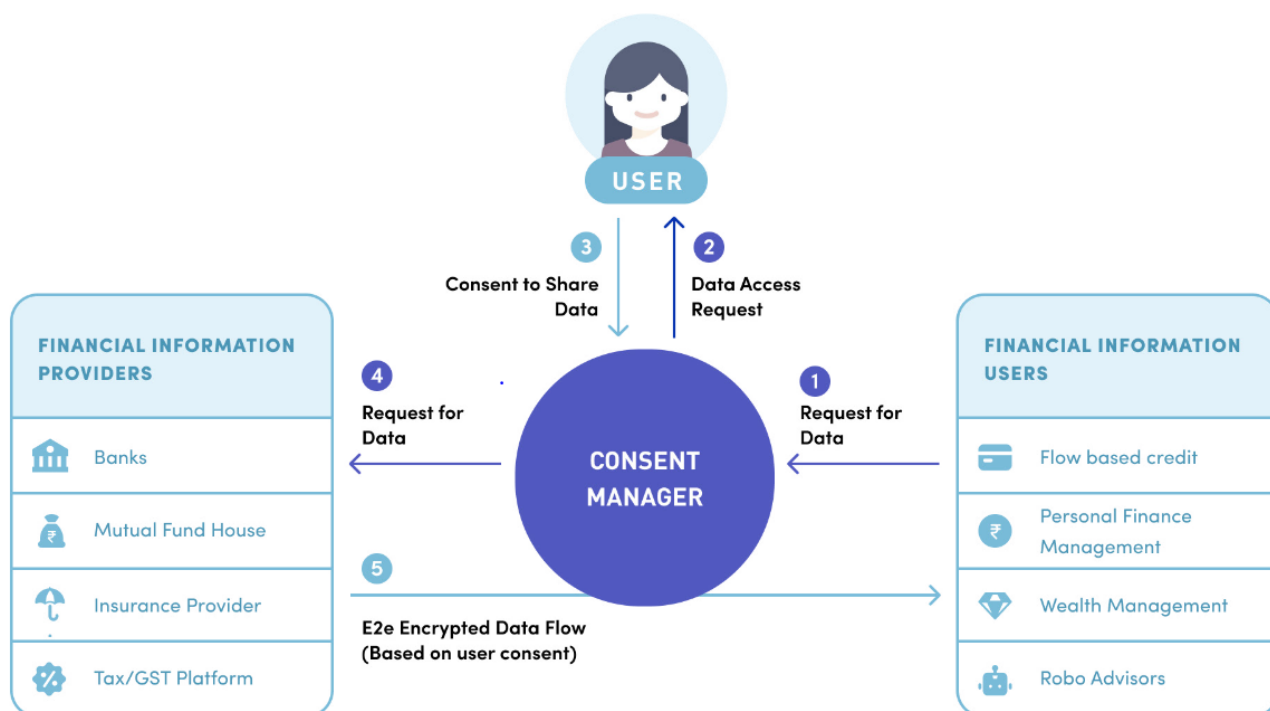 USER
3
2
Consent to Share
Data
Data Access
Request
FINANCIAL INFORMATION
PROVIDERS
Banks
₹
Mutual Fund House
Insurance Provider
%
Tax/GST Platform
4
Request for
Data
CONSENT
MANAGER
1
Request for
Data
5
E2e Encrypted Data Flow
(Based on user consent)
FINANCIAL INFORMATION
USERS
Flow based credit
₹
Personal Finance
Management
Wealth Management
Robo Advisors